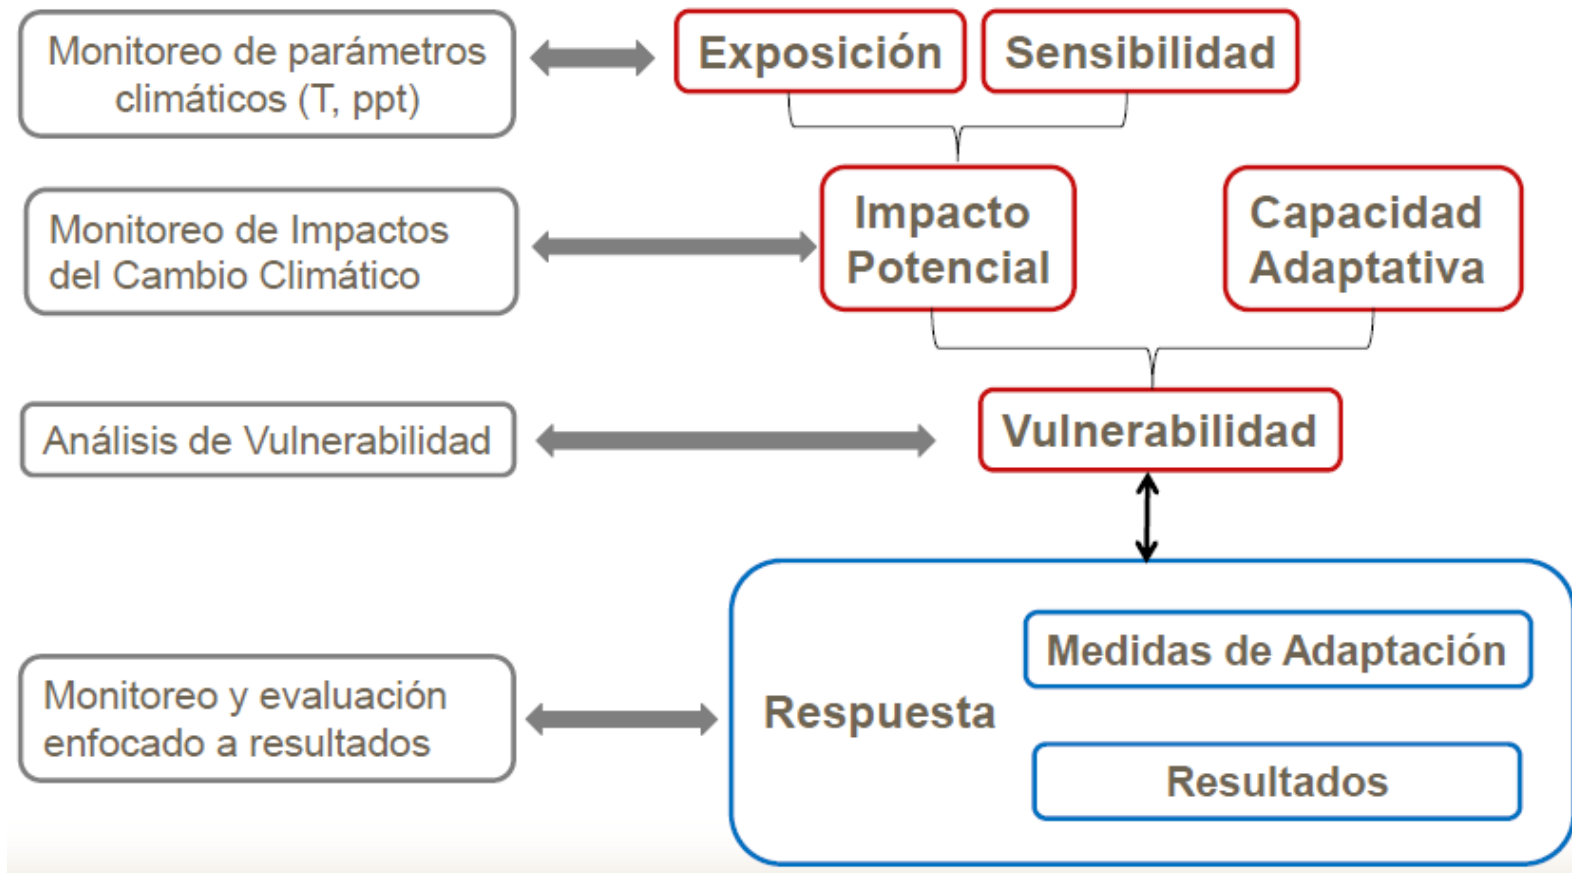 Monitoreo de parámetros
climáticos (T, ppt)
Exposición
Sensibilidad
Monitoreo de Impactos
del Cambio Climático
Impacto
Potencial
Capacidad
Adaptativa
Análisis de Vulnerabilidad
Vulnerabilidad
Monitoreo y evaluación
enfocado a resultados
Respuesta
Medidas de Adaptación
Resultados